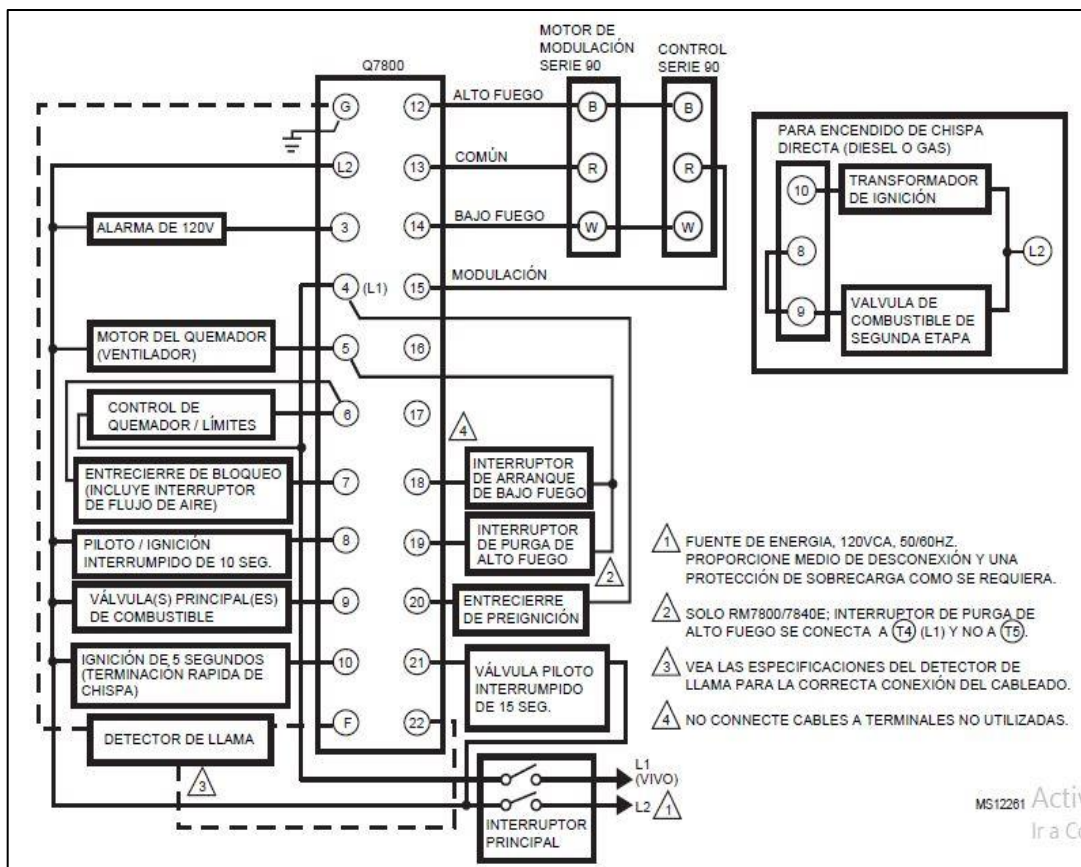 MOTOR DE
MODULACIÓN
SERIE 90
CONTROL
SERIE 90
Q7800
G
L2
3
4
(L1)
5
6
7
8
9
10
F
12
13
14
15
16
17
18
19
20
21
22
ALTO FUEGO
COMÚN
BAJO FUEGO
MODULACIÓN
B
R
W
B
R
W
ALARMA DE 120V
MOTOR DEL QUEMADOR
(VENTILADOR)
CONTROL DE
QUEMADOR / LÍMITES
ENTRECIERRE DE BLOQUEO
(INCLUYE INTERRUPTOR
DE FLUJO DE AIRE)
PILOTO / IGNICIÓN
INTERRUMPIDO DE 10 SEG.
VÁLVULA(S) PRINCIPAL(ES)
DE COMBUSTIBLE
IGNICIÓN DE 5 SEGUNDOS
(TERMINACIÓN RAPIDA DE
CHISPA)
DETECTOR DE LLAMA
3
4
INTERRUPTOR
DE ARRANQUE
DE BAJO FUEGO
INTERRUPTOR
DE PURGA DE
ALTO FUEGO
2
ENTRECIERRE
DE PREIGNICIÓN
VÁLVULA PILOTO
INTERRUMPIDO
DE 15 SEG.
L1
(VIVO)
L2
1
INTERRUPTOR
PRINCIPAL
PARA ENCENDIDO DE CHISPA
DIRECTA (DIESEL O GAS)
10
8
9
TRANSFORMADOR
DE IGNICIÓN
L2
VALVULA DE
COMBUSTIBLE DE
SEGUNDA ETAPA
1 FUENTE DE ENERGIA, 120VCA, 50/60HZ.
PROPORCIONE MEDIO DE DESCONEXIÓN Y UNA
PROTECCIÓN DE SOBRECARGA COMO SE REQUIERA.
2 SOLO RM7800/7840E; INTERRUPTOR DE PURGA DE
ALTO FUEGO SE CONECTA A T4 (L1) Y NO A T5.
3 VEA LAS ESPECIFICACIONES DEL DETECTOR DE
LLAMA PARA LA CORRECTA CONEXIÓN DEL CABLEADO.
4 NO CONNECTE CABLES A TERMINALES NO UTILIZADAS.
MS12261
Activ
Ir a Co